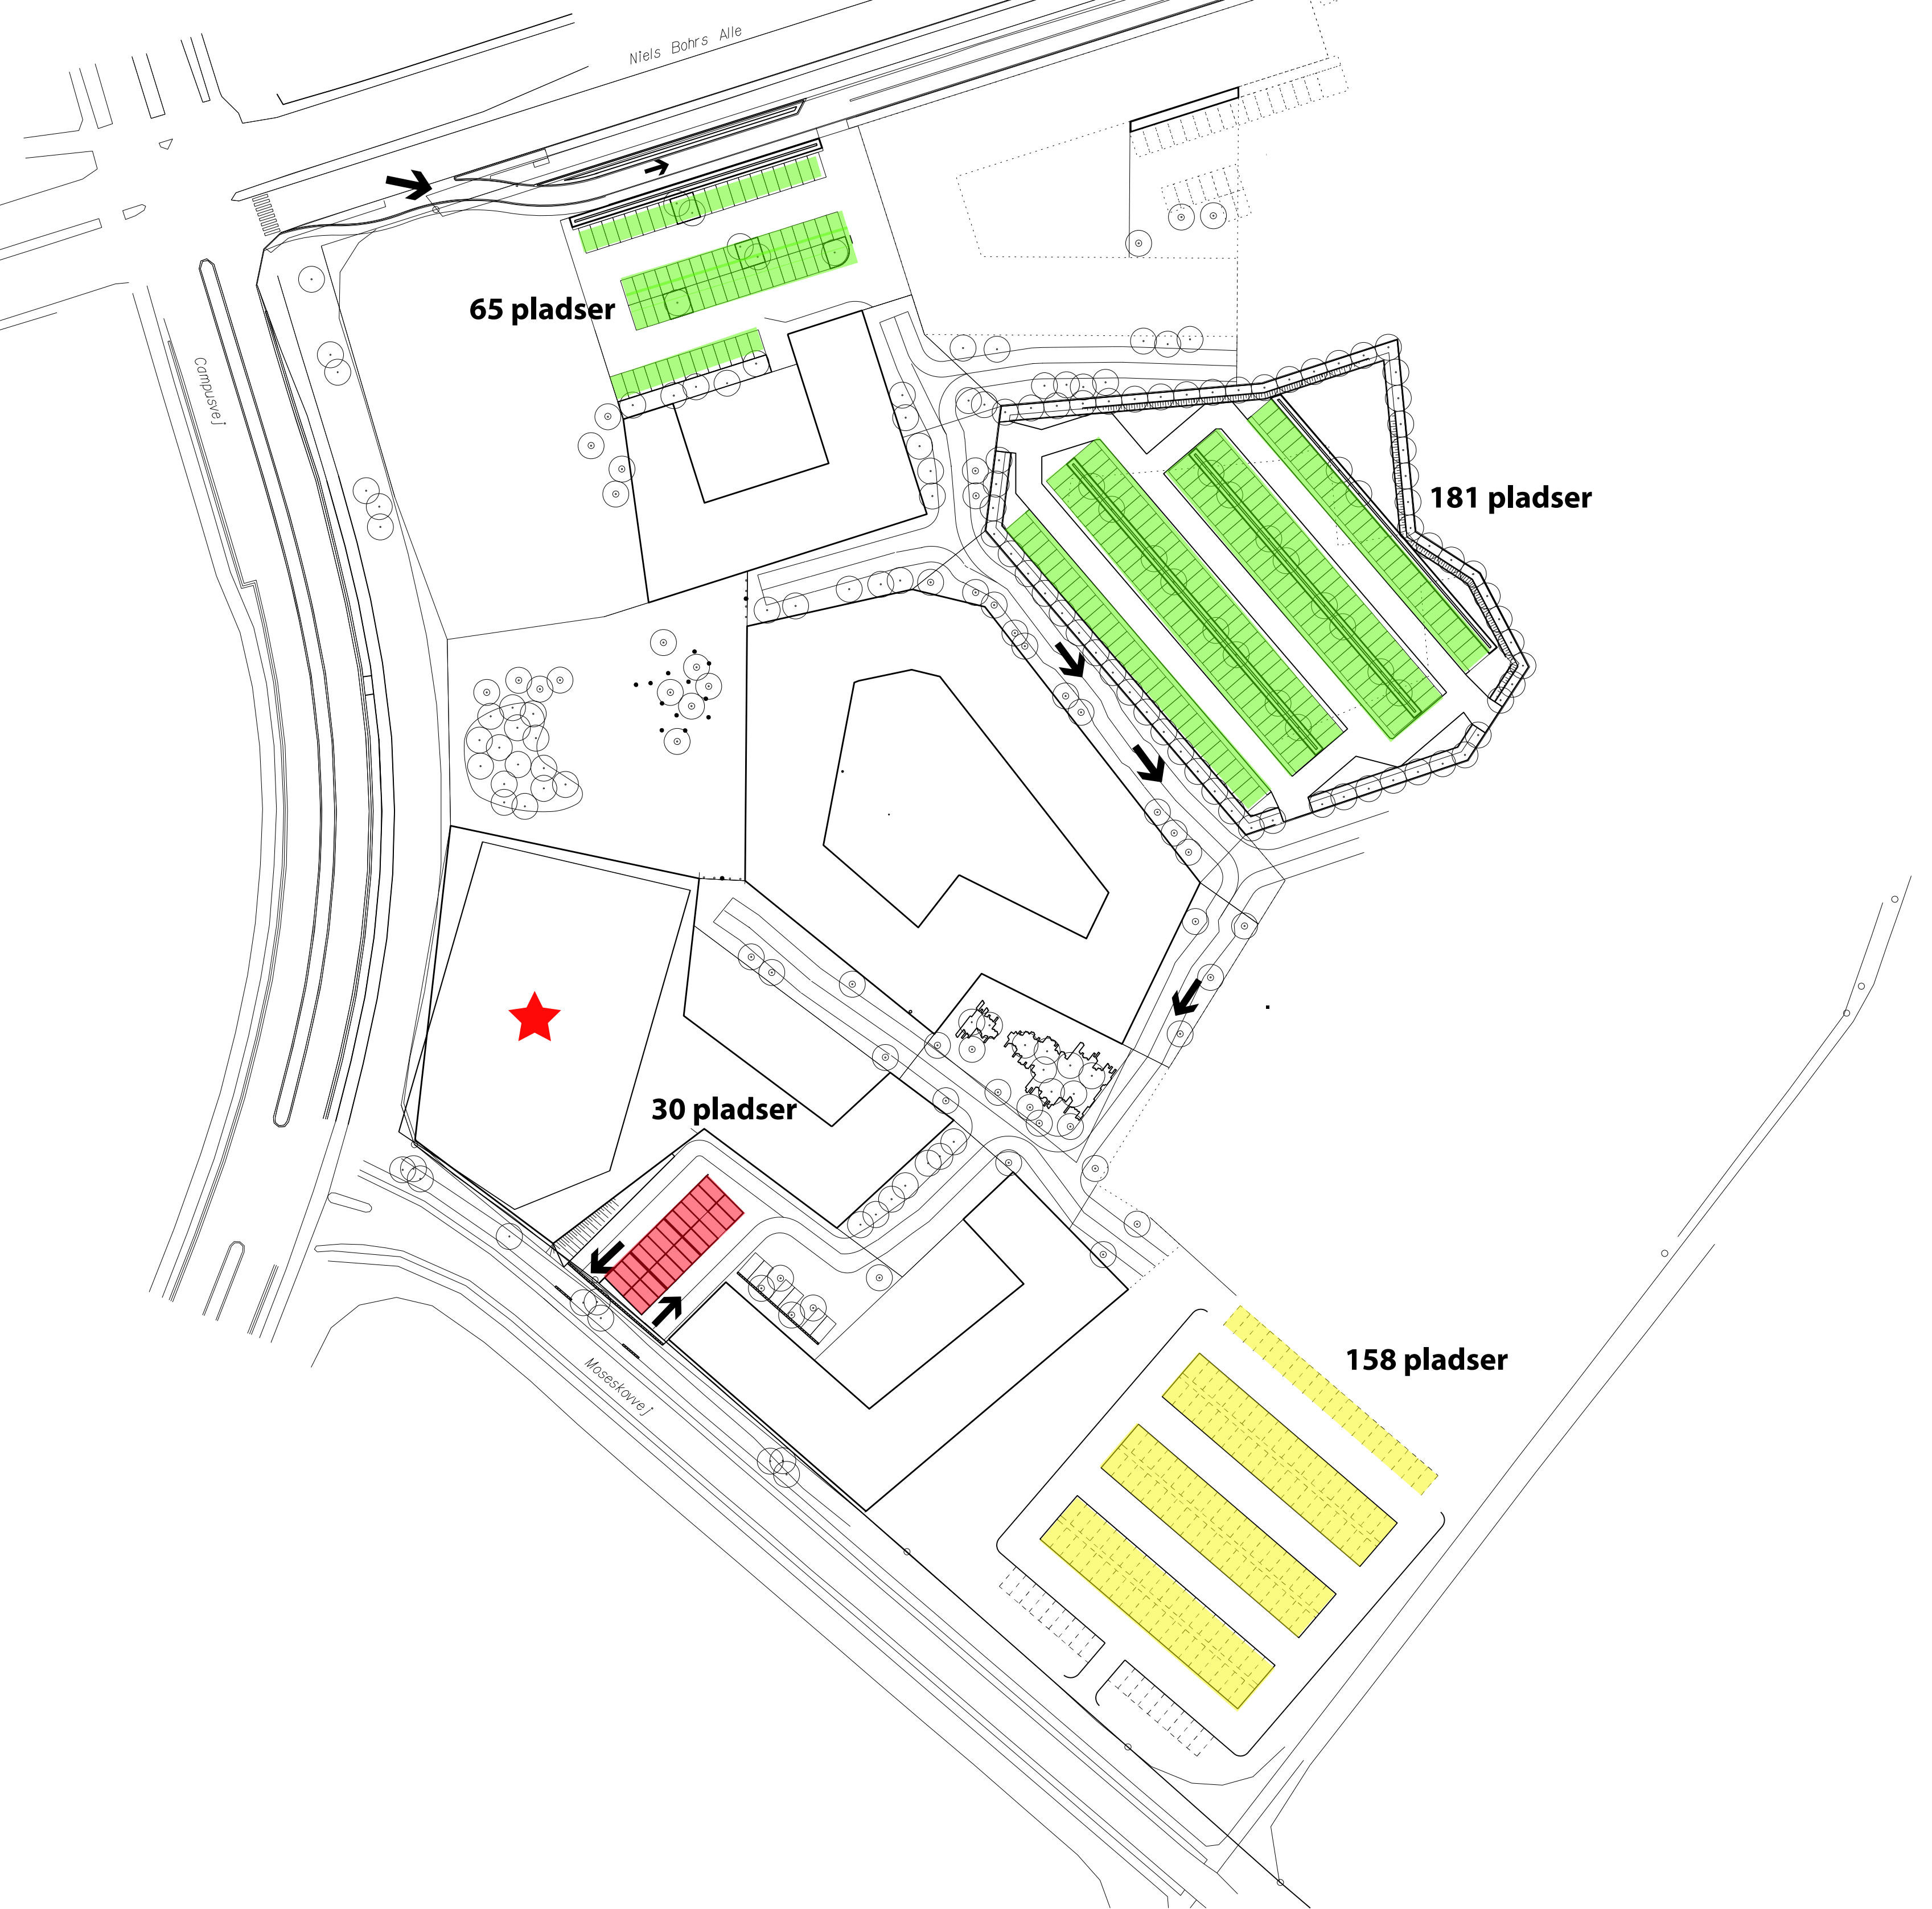 Niels Bohrs Alle
65 pladser
Campusvej
181 pladser
30 pladser
158 pladser
Moseskovvej